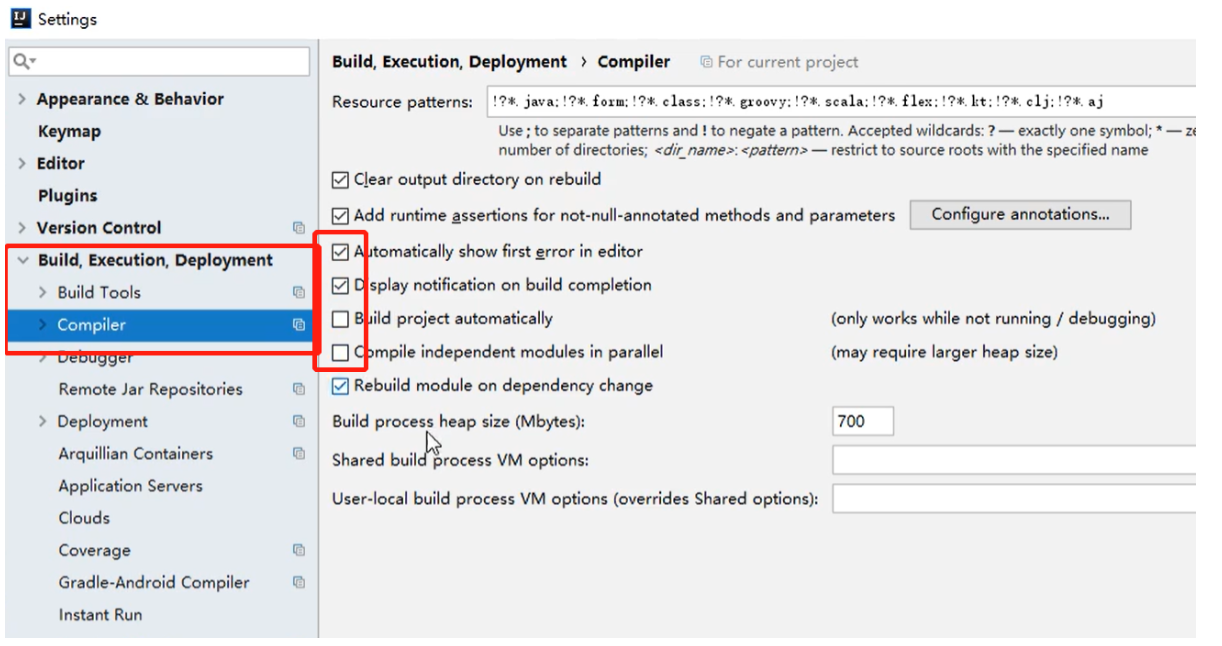 Settings
Appearance & Behavior
Keymap
Editor
Plugins
Version Control
Build, Execution, Deployment
Build Tools
Compiler
Debugger
Remote Jar Repositories
Deployment
Arquillian Containers
Application Servers
Clouds
Coverage
Gradle-Android Compiler
Instant Run
Build, Execution, Deployment › Compiler For current project
Resource patterns: !?*.java;!?*.form;!?*.class;!?*.groovy;!?*.scala;!?*.flex;!?*.kt;!?*.clj;!?*.aj
Use ; to separate patterns and ! to negate a pattern. Accepted wildcards: ? — exactly one symbol; * —
number of directories; <dir_name>:<pattern> — restrict to source roots with the specified name
Clear output directory on rebuild
Add runtime assertions for not-null-annotated methods and parameters Configure annotations...
Automatically show first error in editor
Display notification on build completion
Build project automatically (only works while not running / debugging)
Compile independent modules in parallel (may require larger heap size)
Rebuild module on dependency change
Build process heap size (Mbytes): 700
Shared build process VM options:
User-local build process VM options (overrides Shared options):